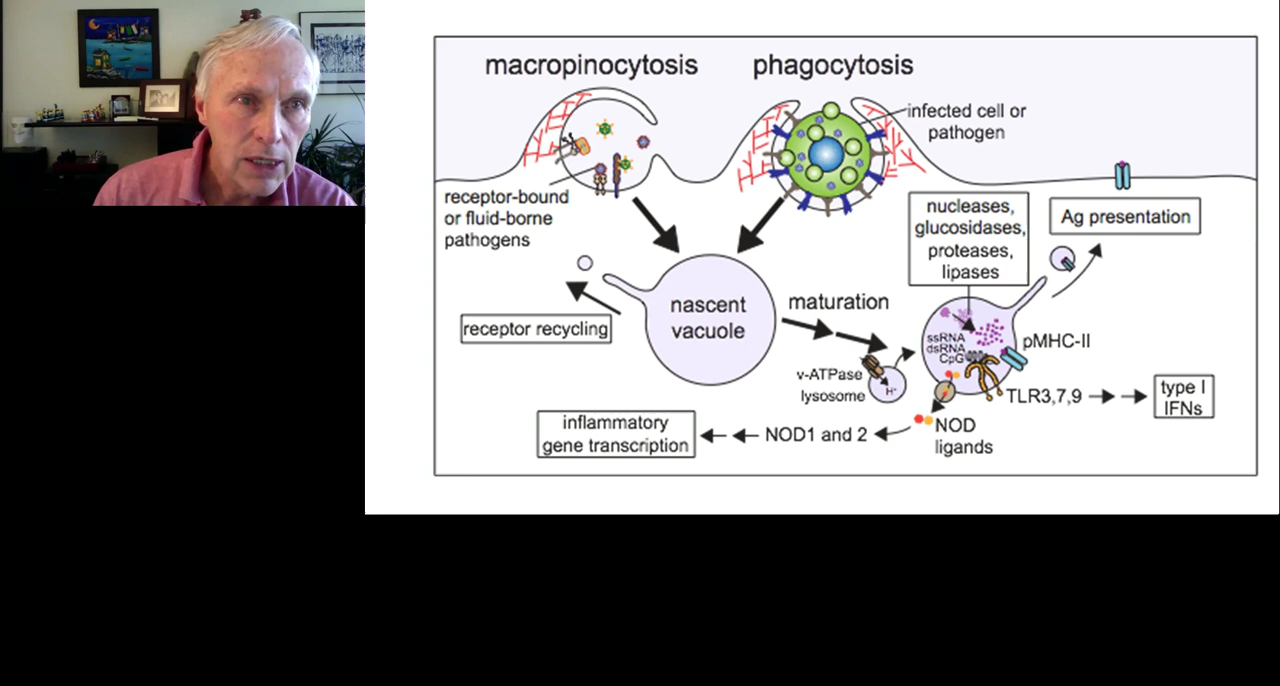 macropinocytosis
phagocytosis
infected cell or
pathogen
receptor-bound
or fluid-borne
pathogens
nucleases,
glucosidases,
proteases,
lipases
Ag presentation
nascent
vacuole
maturation
receptor recycling
ssRNA
dsRNA
CpG
pMHC-II
v-ATPase
lysosome
H⁺
TLR3,7,9
type I
IFNs
inflammatory
gene transcription
NOD1 and 2
NOD
ligands